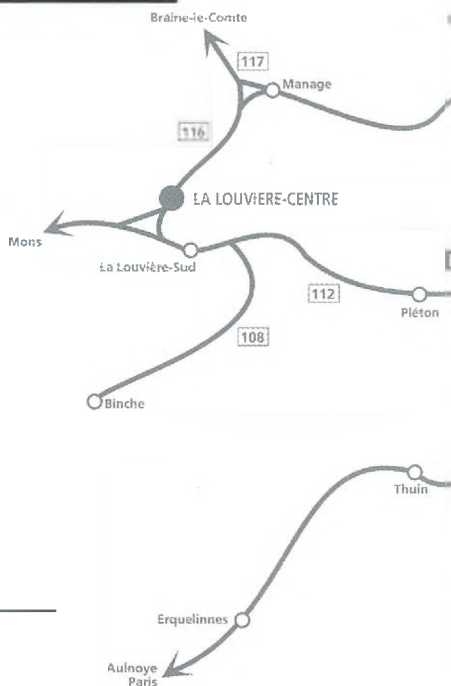 Braine-le-Comte
117
Manage
116
LA LOUVIERE-CENTRE
Mons
La Louvière-Sud
112
Piéton
108
Binche
Thuin
Erquelinnes
Aulnoye
Paris